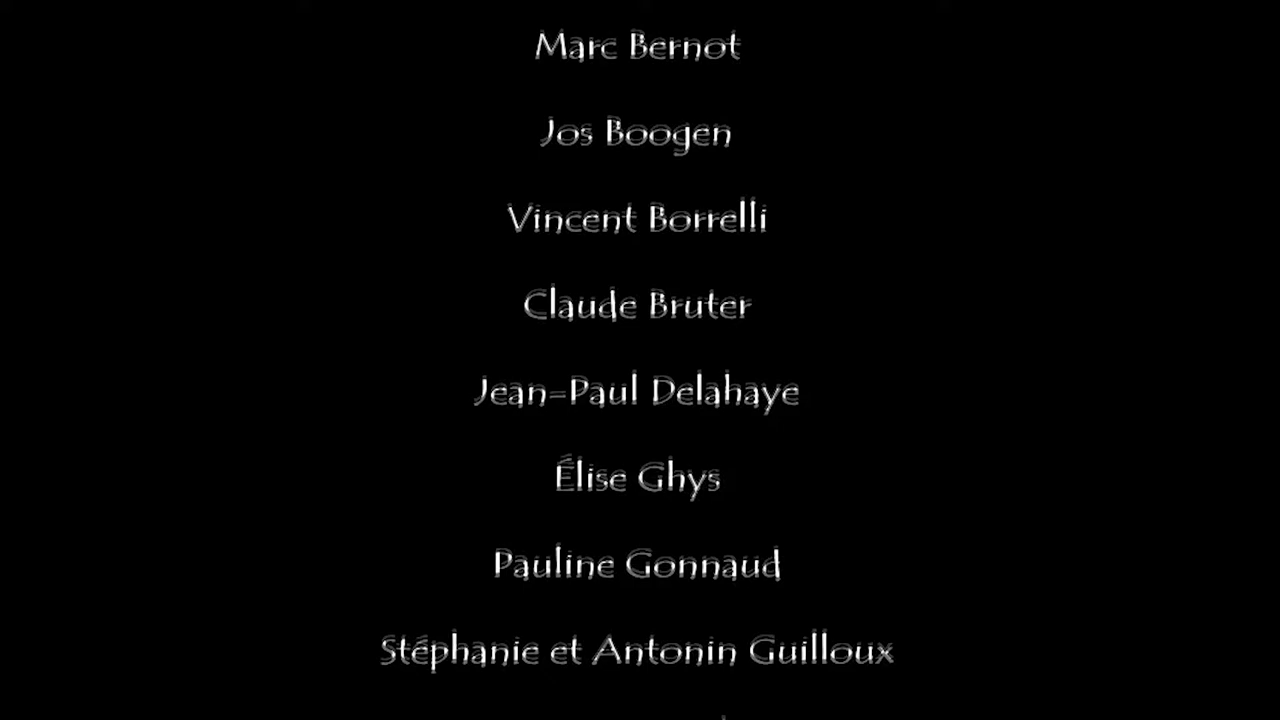 Marc Bernot
Jos Boogen
Vincent Borrelli
Claude Bruter
Jean-Paul Delahaye
Élise Ghys
Pauline Gonnaud
Stéphanie et Antonin Guilloux